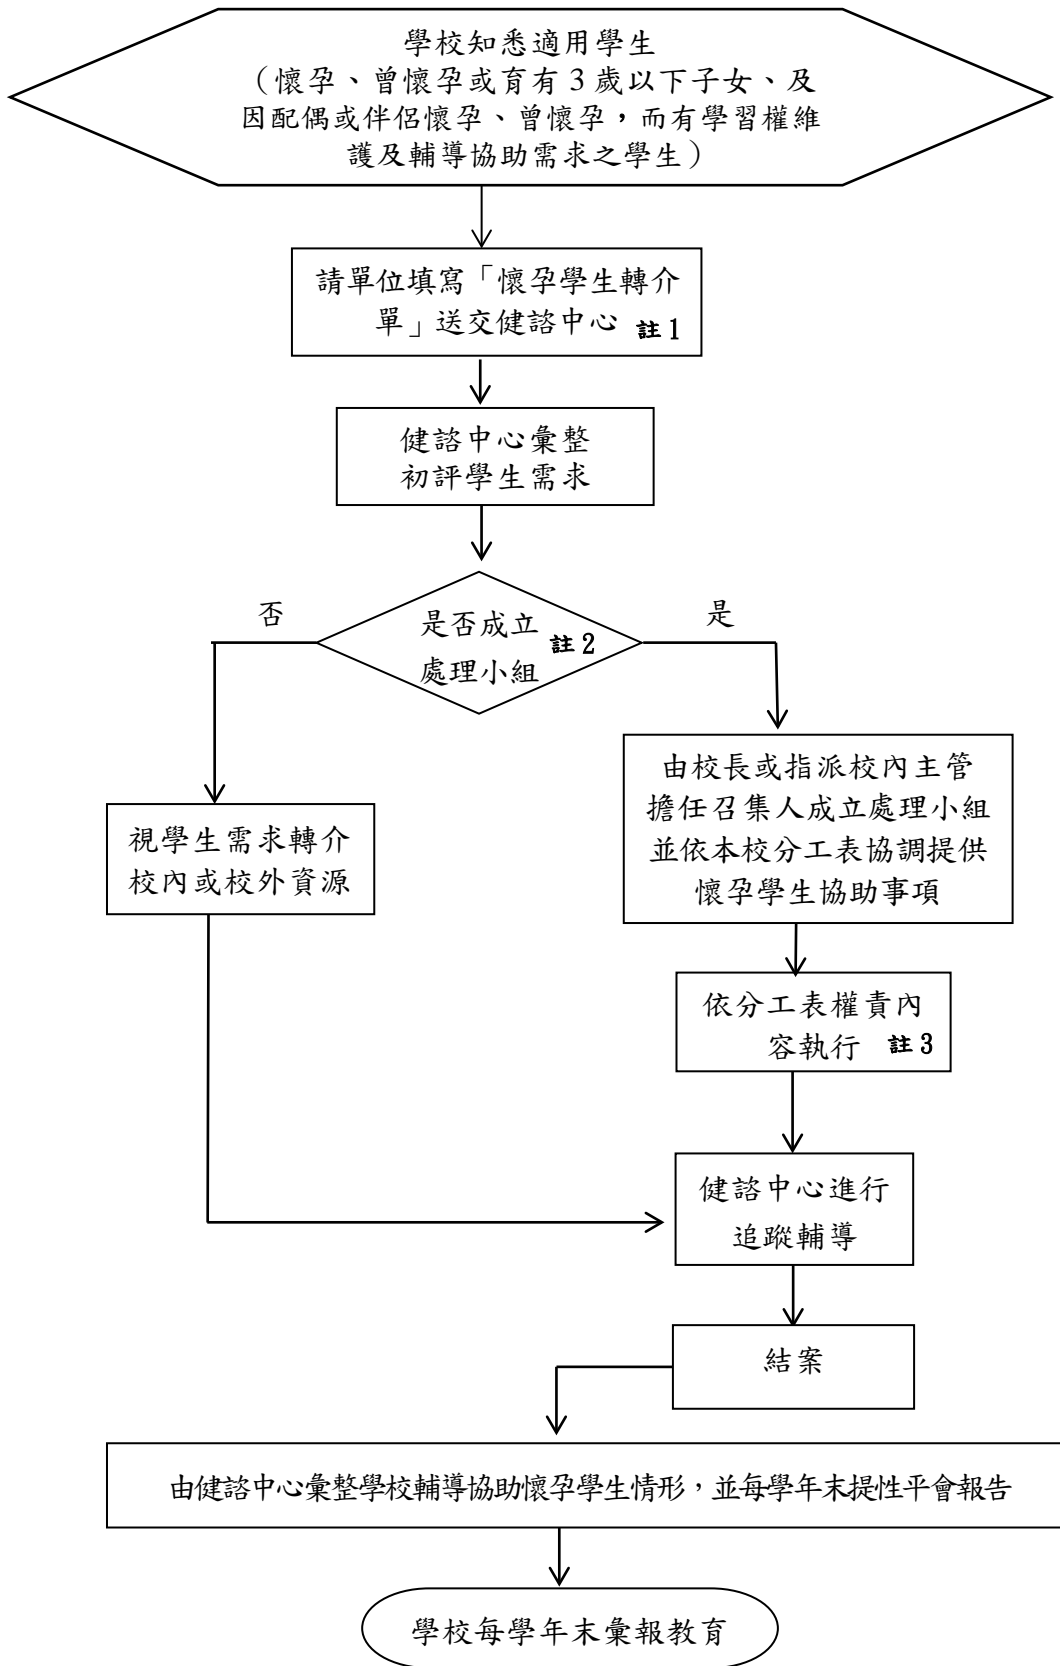 學校知悉適用學生
（懷孕、曾懷孕或育有 3 歲以下子女、及
因配偶或伴侶懷孕、曾懷孕，而有學習權維
護及輔導協助需求之學生）
請單位填寫「懷孕學生轉介
單」送交健諮中心 註 1
健諮中心彙整
初評學生需求
否
是
是否成立
處理小組 註 2
由校長或指派校內主管
擔任召集人成立處理小組
並依本校分工表協調提供
懷孕學生協助事項
視學生需求轉介
校內或校外資源
依分工表權責內
容執行 註 3
健諮中心進行
追蹤輔導
結案
由健諮中心彙整學校輔導協助懷孕學生情形，並每學年末提性平會報告
學校每學年末彙報教育